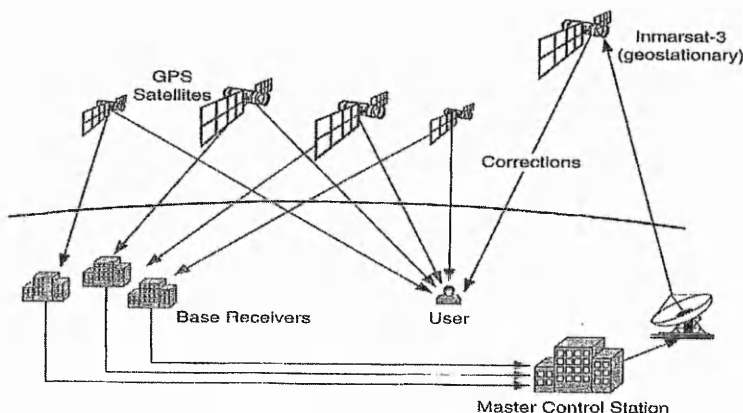 Inmarsat-3
(geostationary)
GPS
Satellites
Corrections
Base Receivers
User
Master Control Station